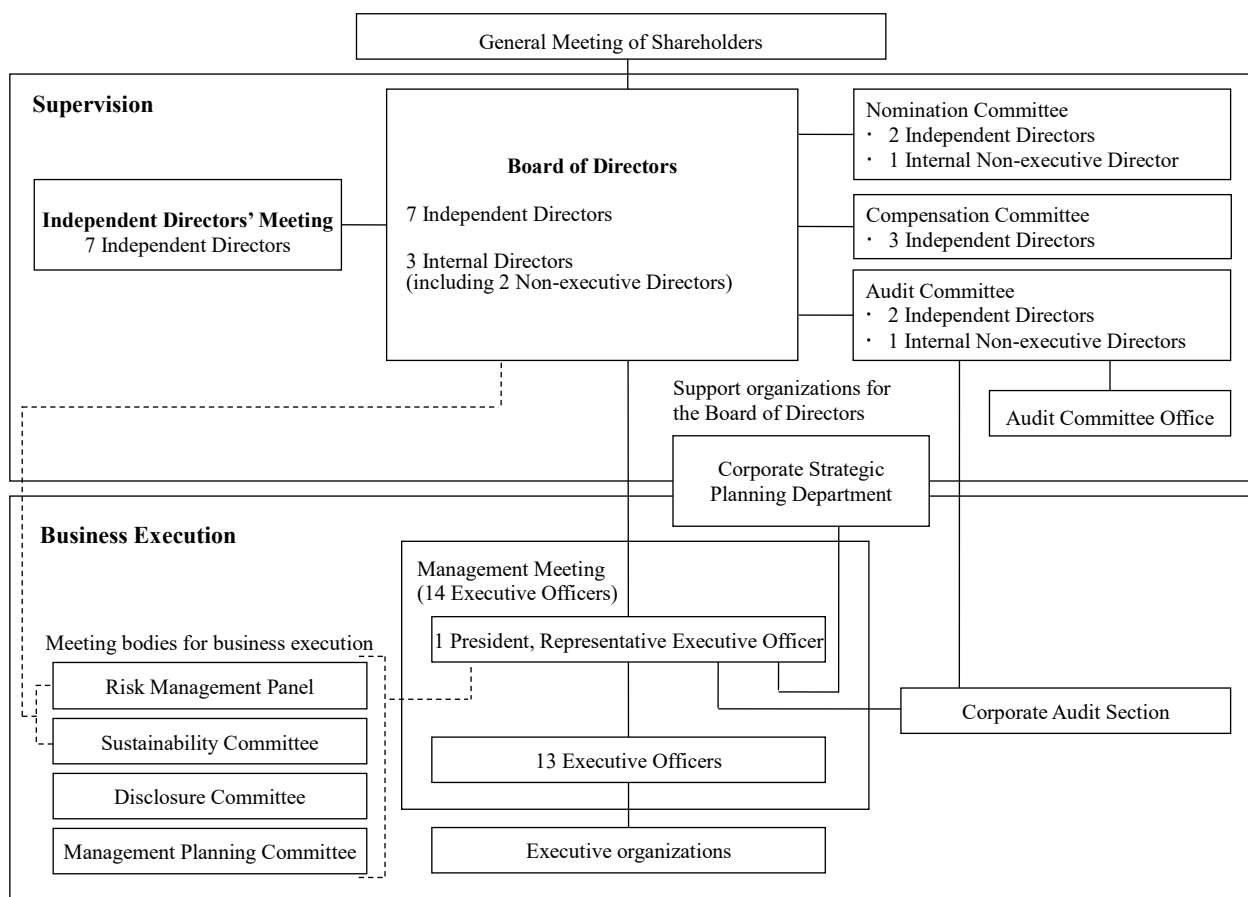 General Meeting of Shareholders
Supervision
Board of Directors
7 Independent Directors
3 Internal Directors
(including 2 Non-executive Directors)
Independent Directors’ Meeting
7 Independent Directors
Nomination Committee
・ 2 Independent Directors
・ 1 Internal Non-executive Director
Compensation Committee
・ 3 Independent Directors
Audit Committee
・ 2 Independent Directors
・ 1 Internal Non-executive Directors
Audit Committee Office
Support organizations for
the Board of Directors
Corporate Strategic
Planning Department
Business Execution
Management Meeting
(14 Executive Officers)
1 President, Representative Executive Officer
Meeting bodies for business execution
Risk Management Panel
Sustainability Committee
Disclosure Committee
Management Planning Committee
Corporate Audit Section
13 Executive Officers
Executive organizations